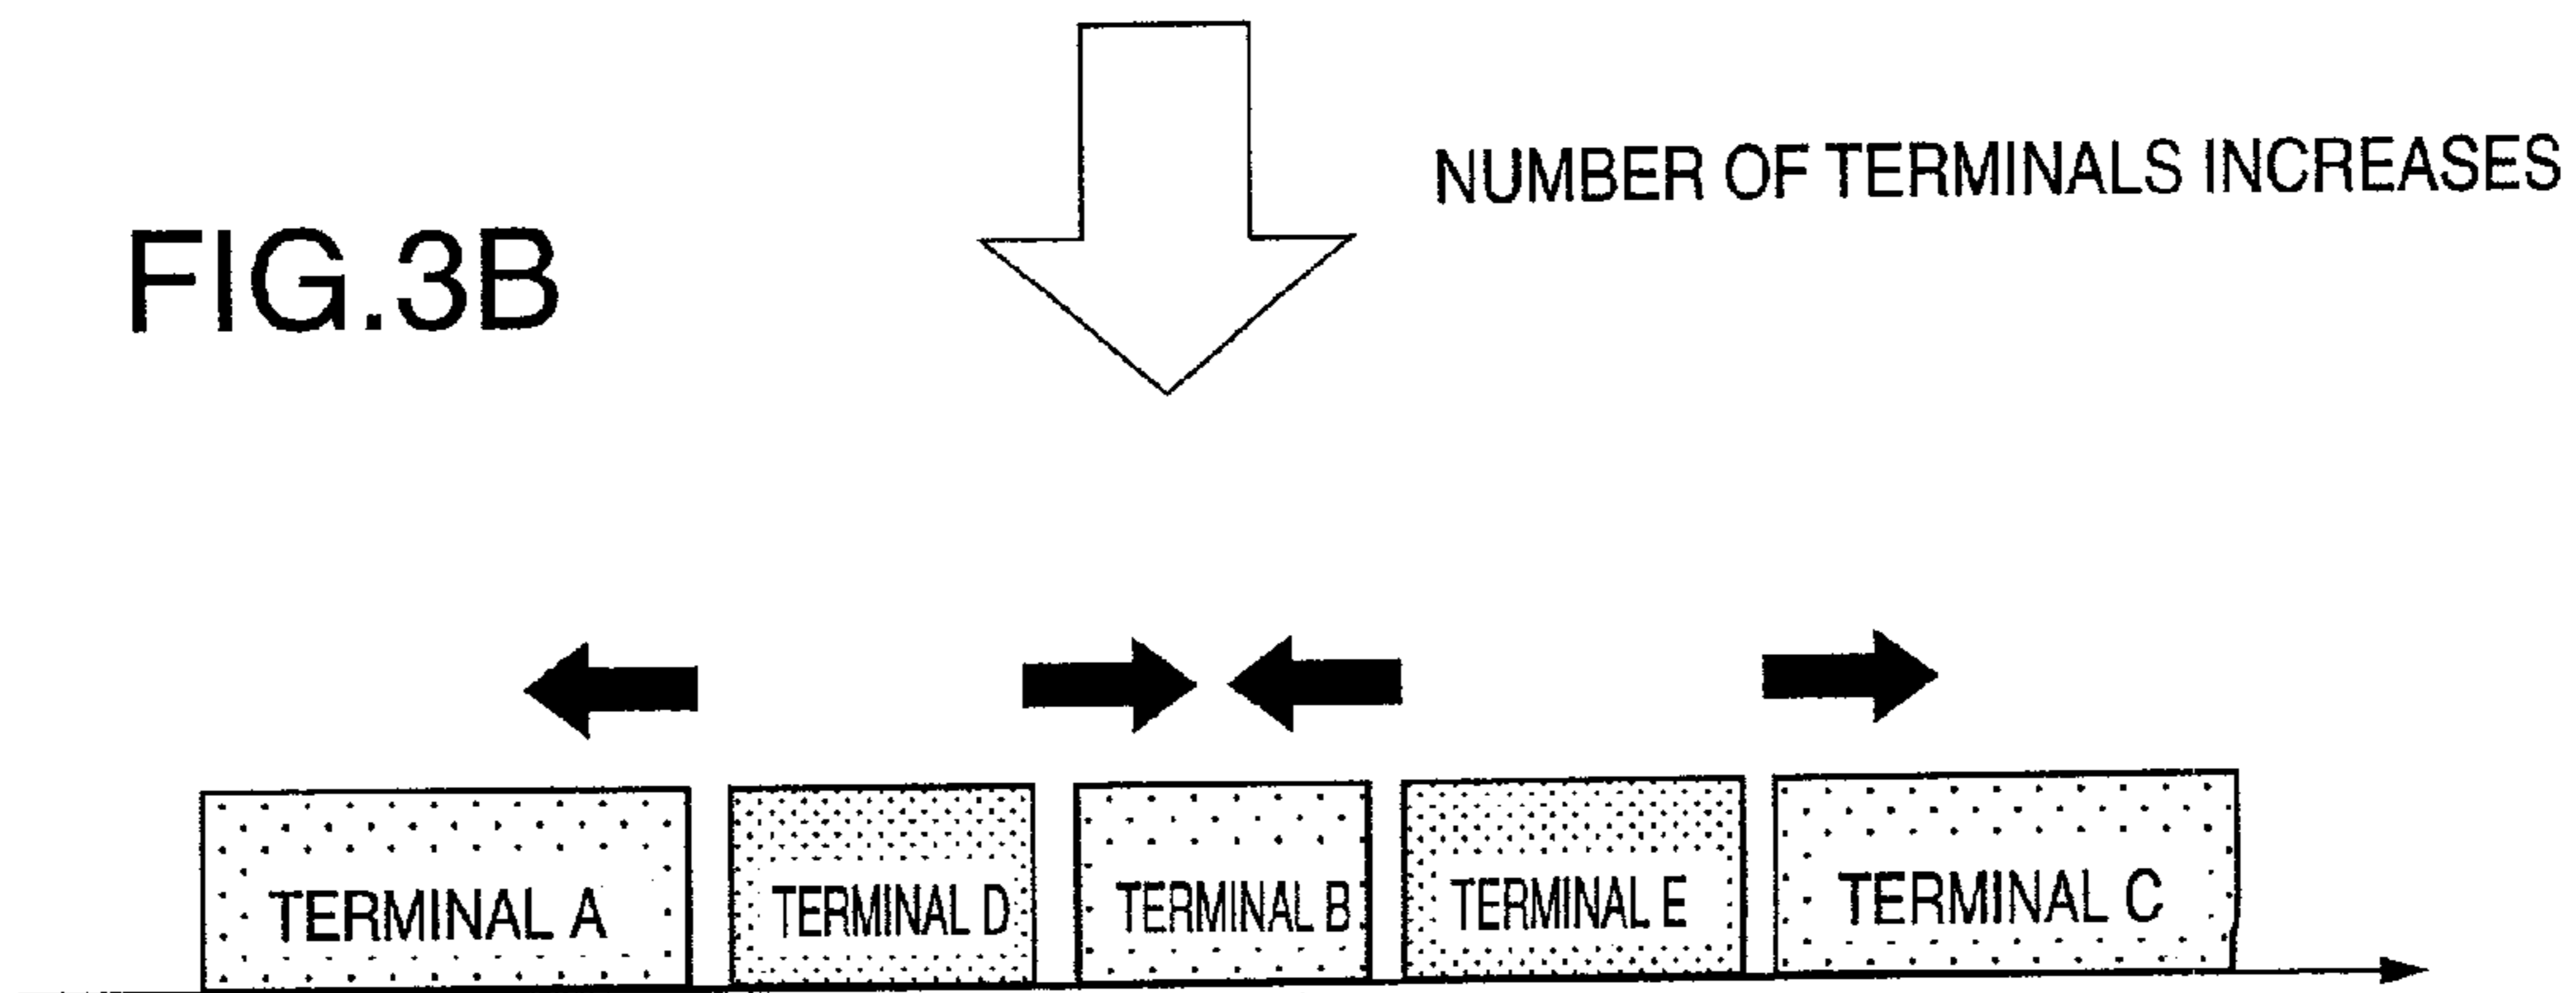 NUMBER OF TERMINALS INCREASES
FIG.3B
TERMINAL A
TERMINAL D
TERMINAL B
TERMINAL E
TERMINAL C